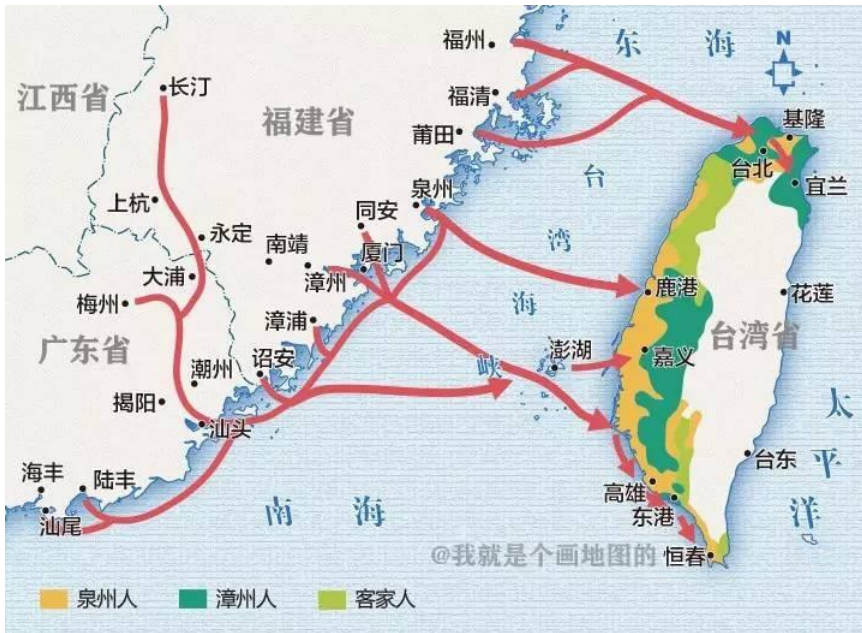 福州
东海
N
江西省
长汀
福清
福建省
莆田
基隆
台北
宜兰
上杭
泉州
同安
永定
南靖
厦门
大浦
漳州
梅州
漳浦
台湾海峡
鹿港
花莲
台湾省
广东省
诏安
澎湖
嘉义
潮州
揭阳
汕头
太平洋
海丰
陆丰
台东
高雄
汕尾
南海
东港
@我就是个画地图的
恒春
泉州人
漳州人
客家人